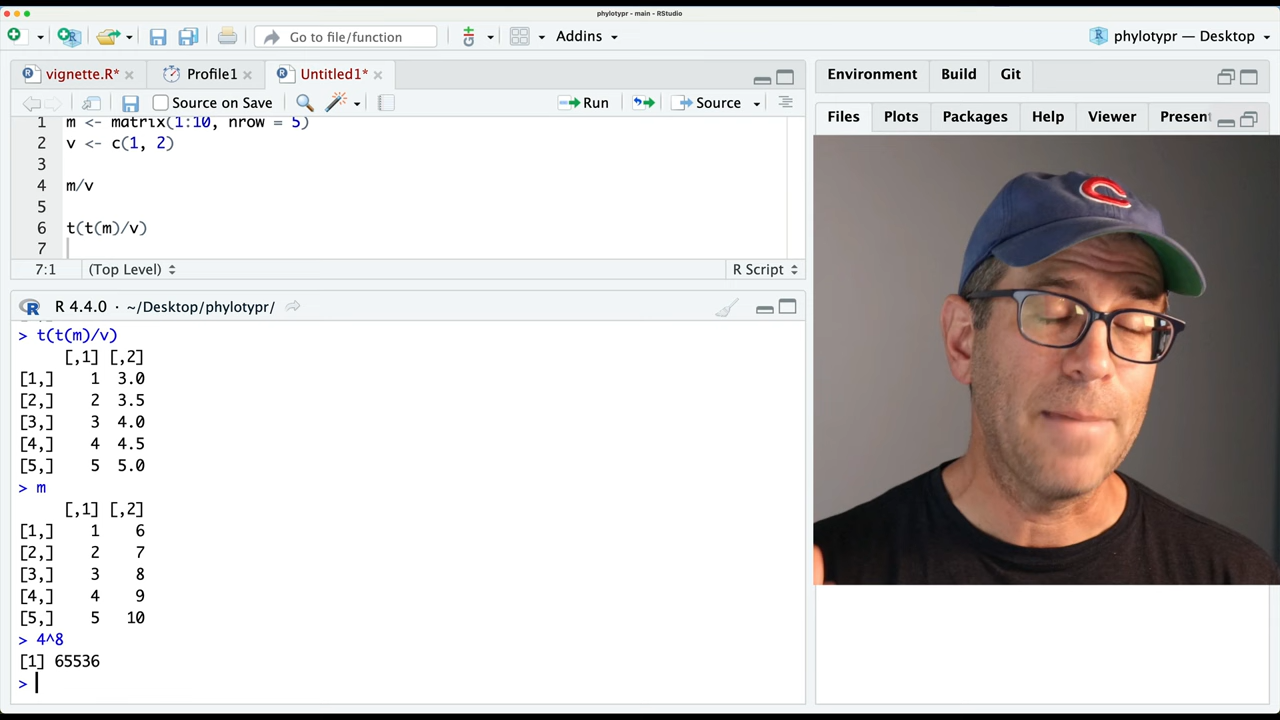 phylotypr - main - RStudio
Go to file/function
Addins
phylotypr — Desktop
vignette.R*
Profile1
Untitled1*
Environment
Build
Git
Source on Save
Run
Source
Files
Plots
Packages
Help
Viewer
Present
1 m <- matrix(1:10, nrow = 5)
2 v <- c(1, 2)
3
4 m/v
5
6 t(t(m)/v)
7
7:1
(Top Level)
R Script
R 4.4.0 · ~/Desktop/phylotypr/
> t(t(m)/v)
[,1] [,2]
[1,] 1 3.0
[2,] 2 3.5
[3,] 3 4.0
[4,] 4 4.5
[5,] 5 5.0
> m
[,1] [,2]
[1,] 1 6
[2,] 2 7
[3,] 3 8
[4,] 4 9
[5,] 5 10
> 4^8
[1] 65536
>
C